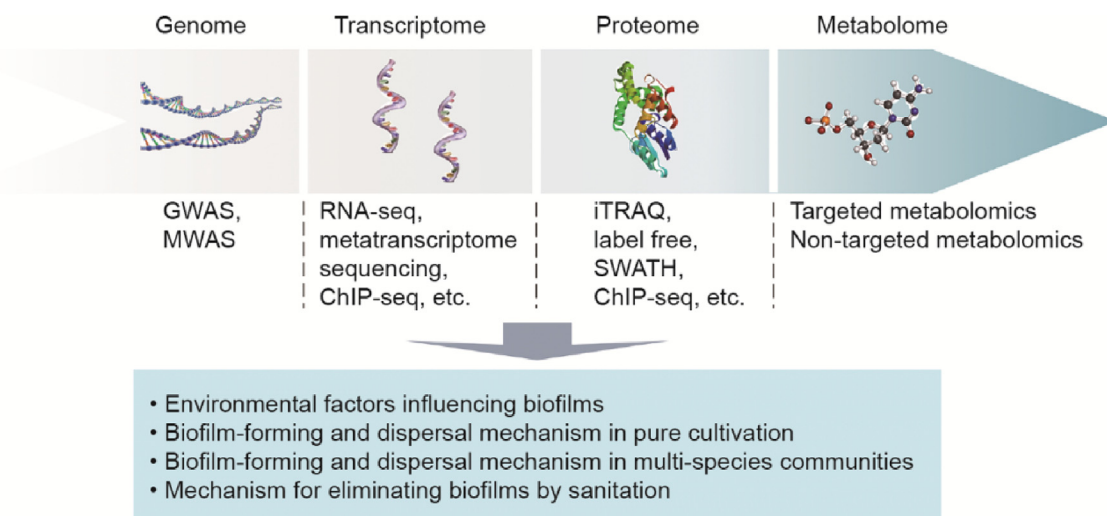 Genome
Transcriptome
Proteome
Metabolome
GWAS,
MWAS
RNA-seq,
metatranscriptome
sequencing,
ChIP-seq, etc.
iTRAQ,
label free,
SWATH,
ChIP-seq, etc.
Targeted metabolomics
Non-targeted metabolomics
• Environmental factors influencing biofilms
• Biofilm-forming and dispersal mechanism in pure cultivation
• Biofilm-forming and dispersal mechanism in multi-species communities
• Mechanism for eliminating biofilms by sanitation